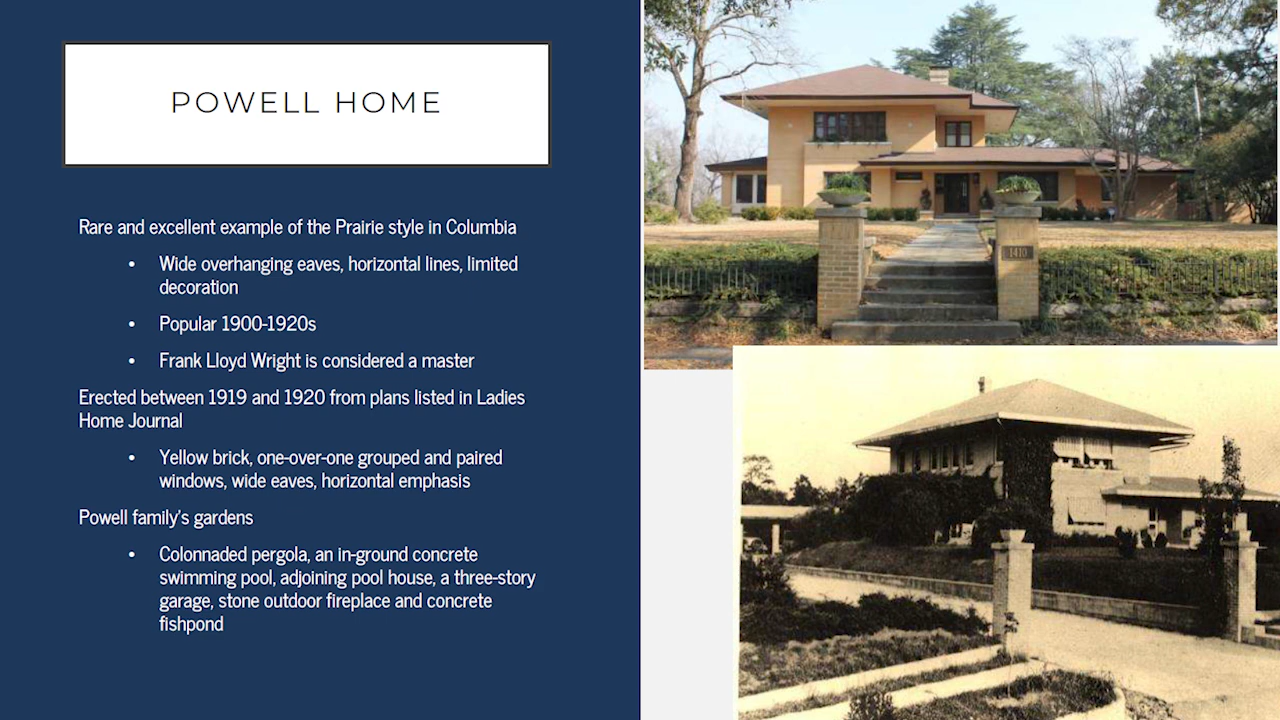 POWELL HOME
Rare and excellent example of the Prairie style in Columbia
• Wide overhanging eaves, horizontal lines, limited
decoration
• Popular 1900-1920s
• Frank Lloyd Wright is considered a master
Erected between 1919 and 1920 from plans listed in Ladies
Home Journal
• Yellow brick, one-over-one grouped and paired
windows, wide eaves, horizontal emphasis
Powell family's gardens
• Colonnaded pergola, an in-ground concrete
swimming pool, adjoining pool house, a three-story
garage, stone outdoor fireplace and concrete
fishpond
1410